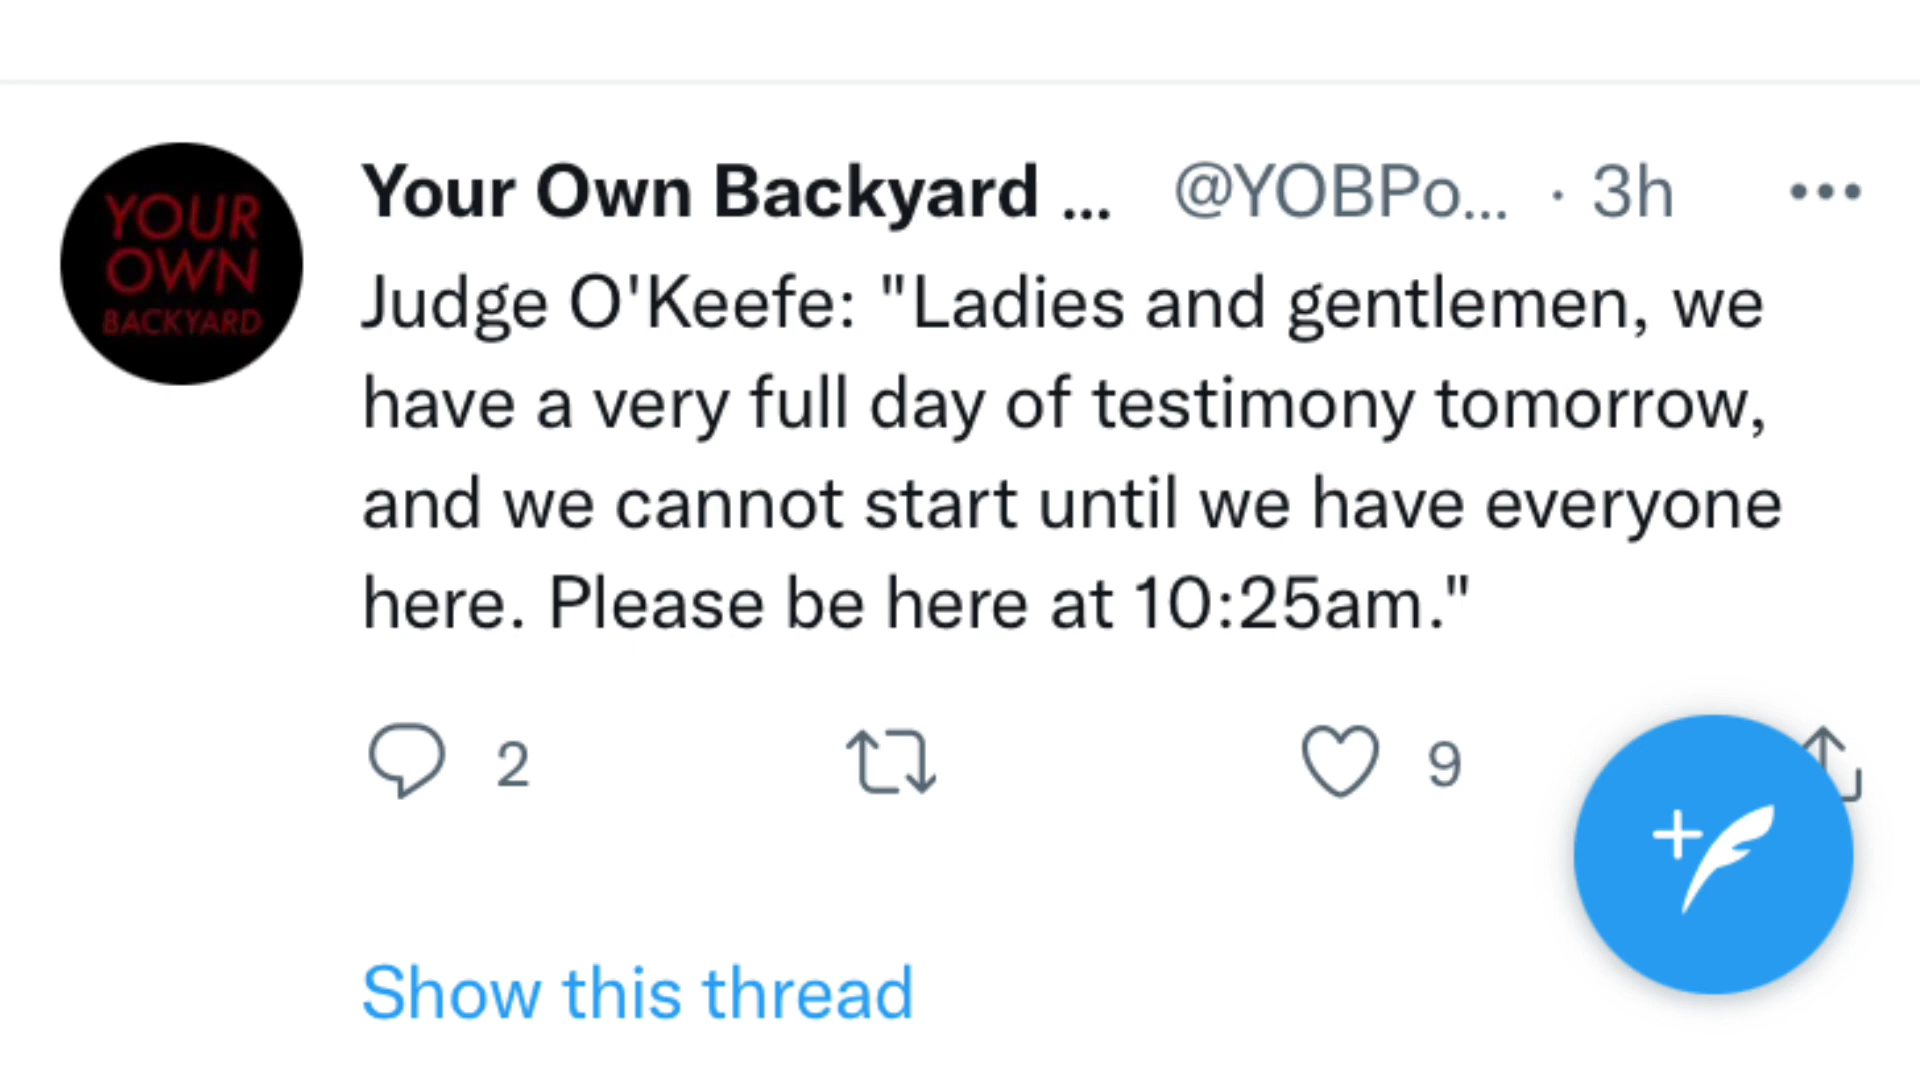 YOUR
OWN
BACKYARD
Your Own Backyard ... @YOBPo... · 3h
Judge O'Keefe: "Ladies and gentlemen, we
have a very full day of testimony tomorrow,
and we cannot start until we have everyone
here. Please be here at 10:25am."
2 9
Show this thread